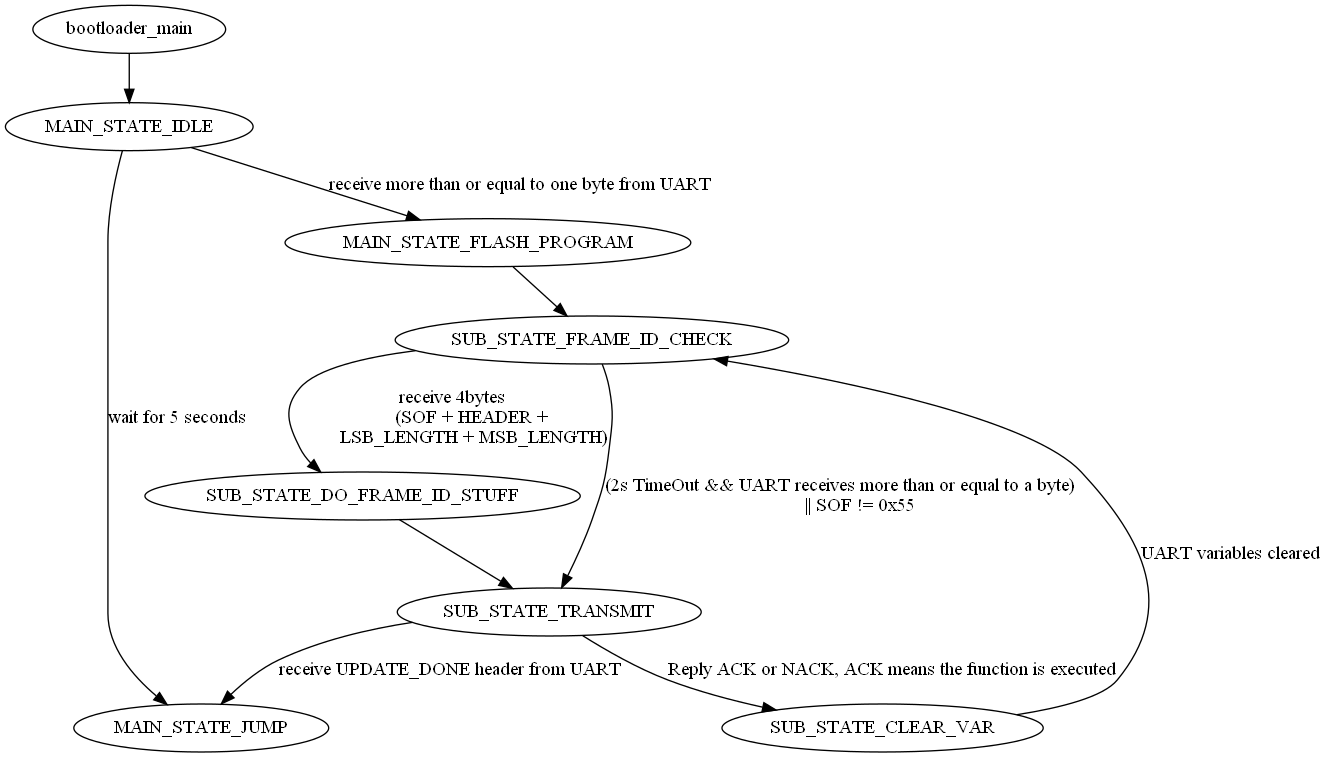 bootloader_main
MAIN_STATE_IDLE
receive more than or equal to one byte from UART
MAIN_STATE_FLASH_PROGRAM
SUB_STATE_FRAME_ID_CHECK
receive 4bytes
(SOF + HEADER +
LSB_LENGTH + MSB_LENGTH)
wait for 5 seconds
(2s TimeOut && UART receives more than or equal to a byte)
|| SOF != 0x55
SUB_STATE_DO_FRAME_ID_STUFF
UART variables cleared
SUB_STATE_TRANSMIT
receive UPDATE_DONE header from UART
Reply ACK or NACK, ACK means the function is executed
MAIN_STATE_JUMP
SUB_STATE_CLEAR_VAR